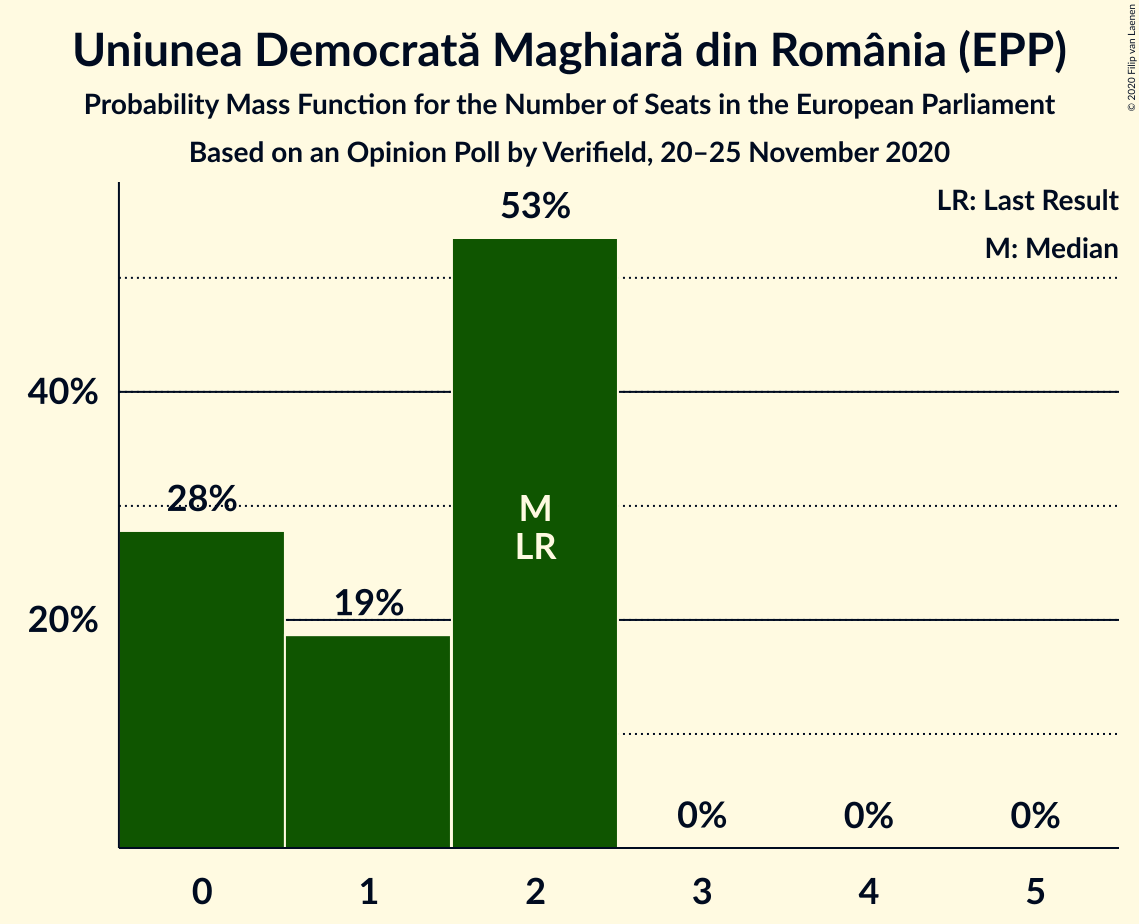 Uniunea Democrată Maghiară din România (EPP)
Probability Mass Function for the Number of Seats in the European Parliament
Based on an Opinion Poll by Verifield, 20–25 November 2020
© 2020 Filip van Laenen
LR: Last Result
M: Median
53%
40%
28%
M
LR
19%
20%
0%
0%
0%
0
1
2
3
4
5